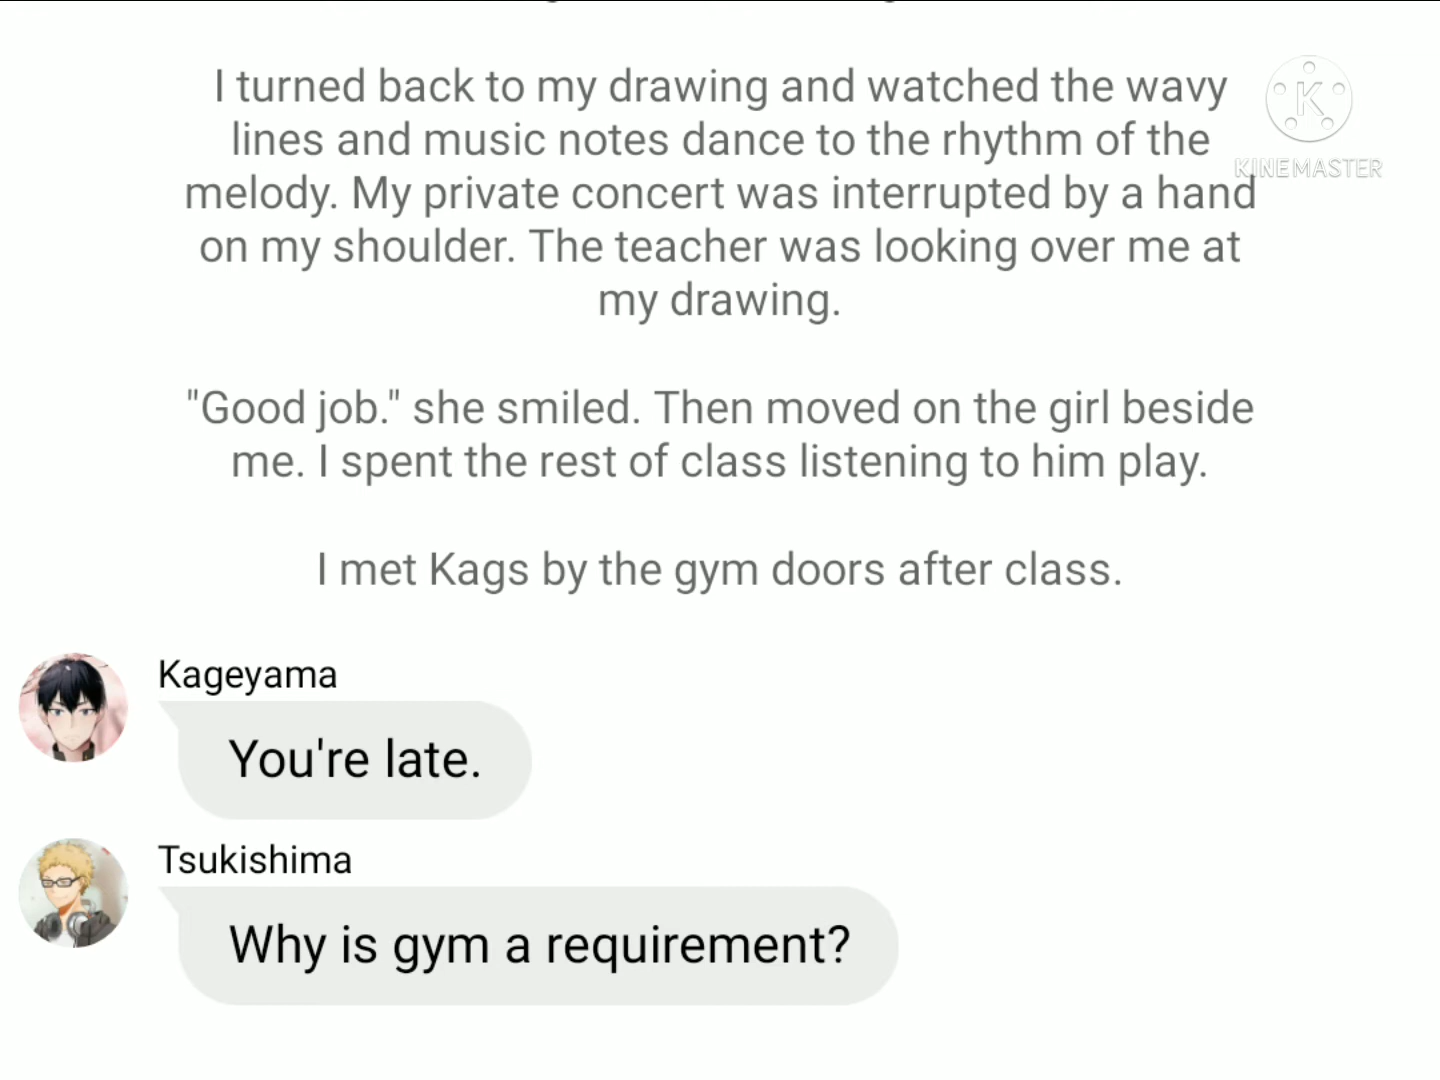 I turned back to my drawing and watched the wavy
lines and music notes dance to the rhythm of the
melody. My private concert was interrupted by a hand
on my shoulder. The teacher was looking over me at
my drawing.
"Good job." she smiled. Then moved on the girl beside
me. I spent the rest of class listening to him play.
I met Kags by the gym doors after class.
Kageyama
You're late.
Tsukishima
Why is gym a requirement?
K
KINEMASTER